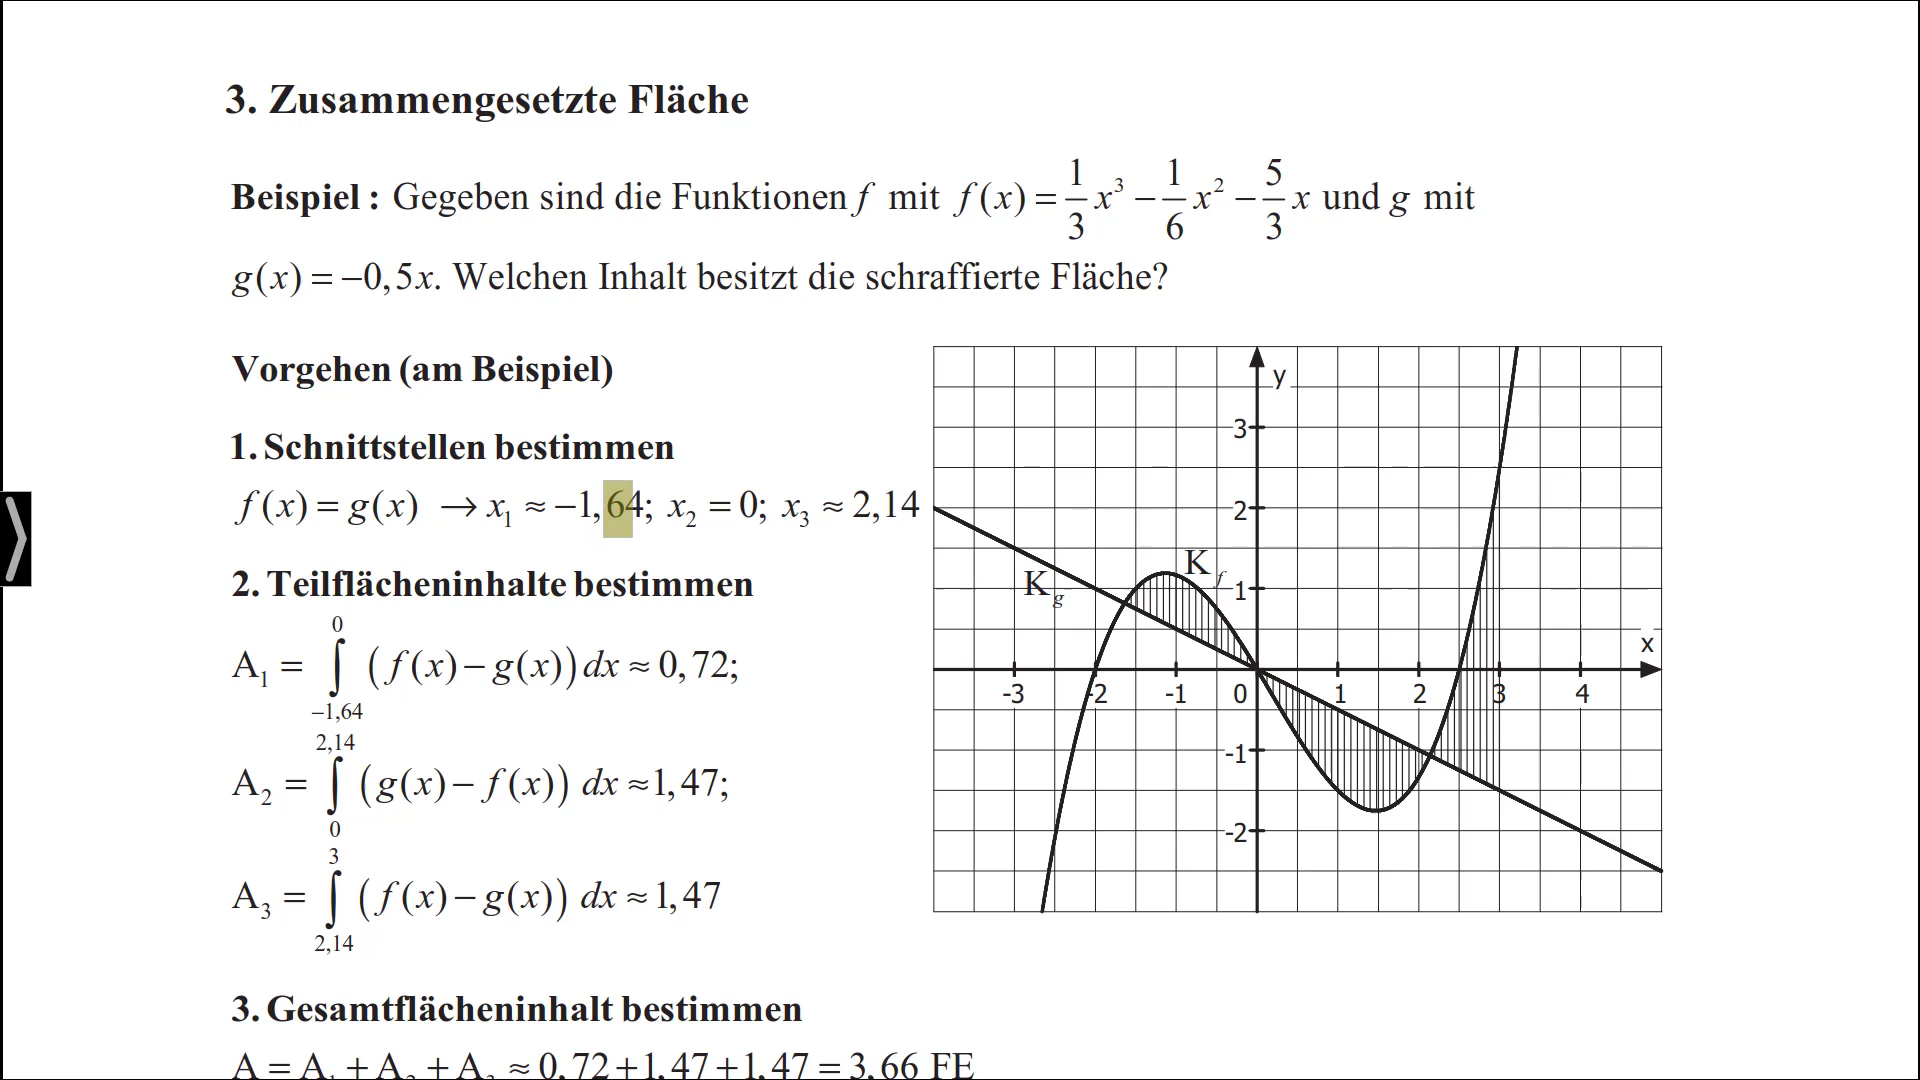 3. Zusammengesetzte Fläche
Beispiel : Gegeben sind die Funktionen f mit f(x) = 1/3 x³ − 1/6 x² − 5/3 x und g mit
g(x) = −0,5x. Welchen Inhalt besitzt die schraffierte Fläche?
Vorgehen (am Beispiel)
1. Schnittstellen bestimmen
f(x) = g(x) → x₁ ≈ −1,64; x₂ = 0; x₃ ≈ 2,14
2. Teilflächeninhalte bestimmen
A₁ = ∫_{−1,64}^{0} (f(x) − g(x)) dx ≈ 0,72;
A₂ = ∫_{0}^{2,14} (g(x) − f(x)) dx ≈ 1,47;
A₃ = ∫_{2,14}^{3} (f(x) − g(x)) dx ≈ 1,47
3. Gesamtflächeninhalt bestimmen
A = A₁ + A₂ + A₃ ≈ 0,72 + 1,47 + 1,47 = 3,66 FE
y
3
2
K_f
1
K_g
x
-3 -2 -1 0 1 2 3 4
-1
-2